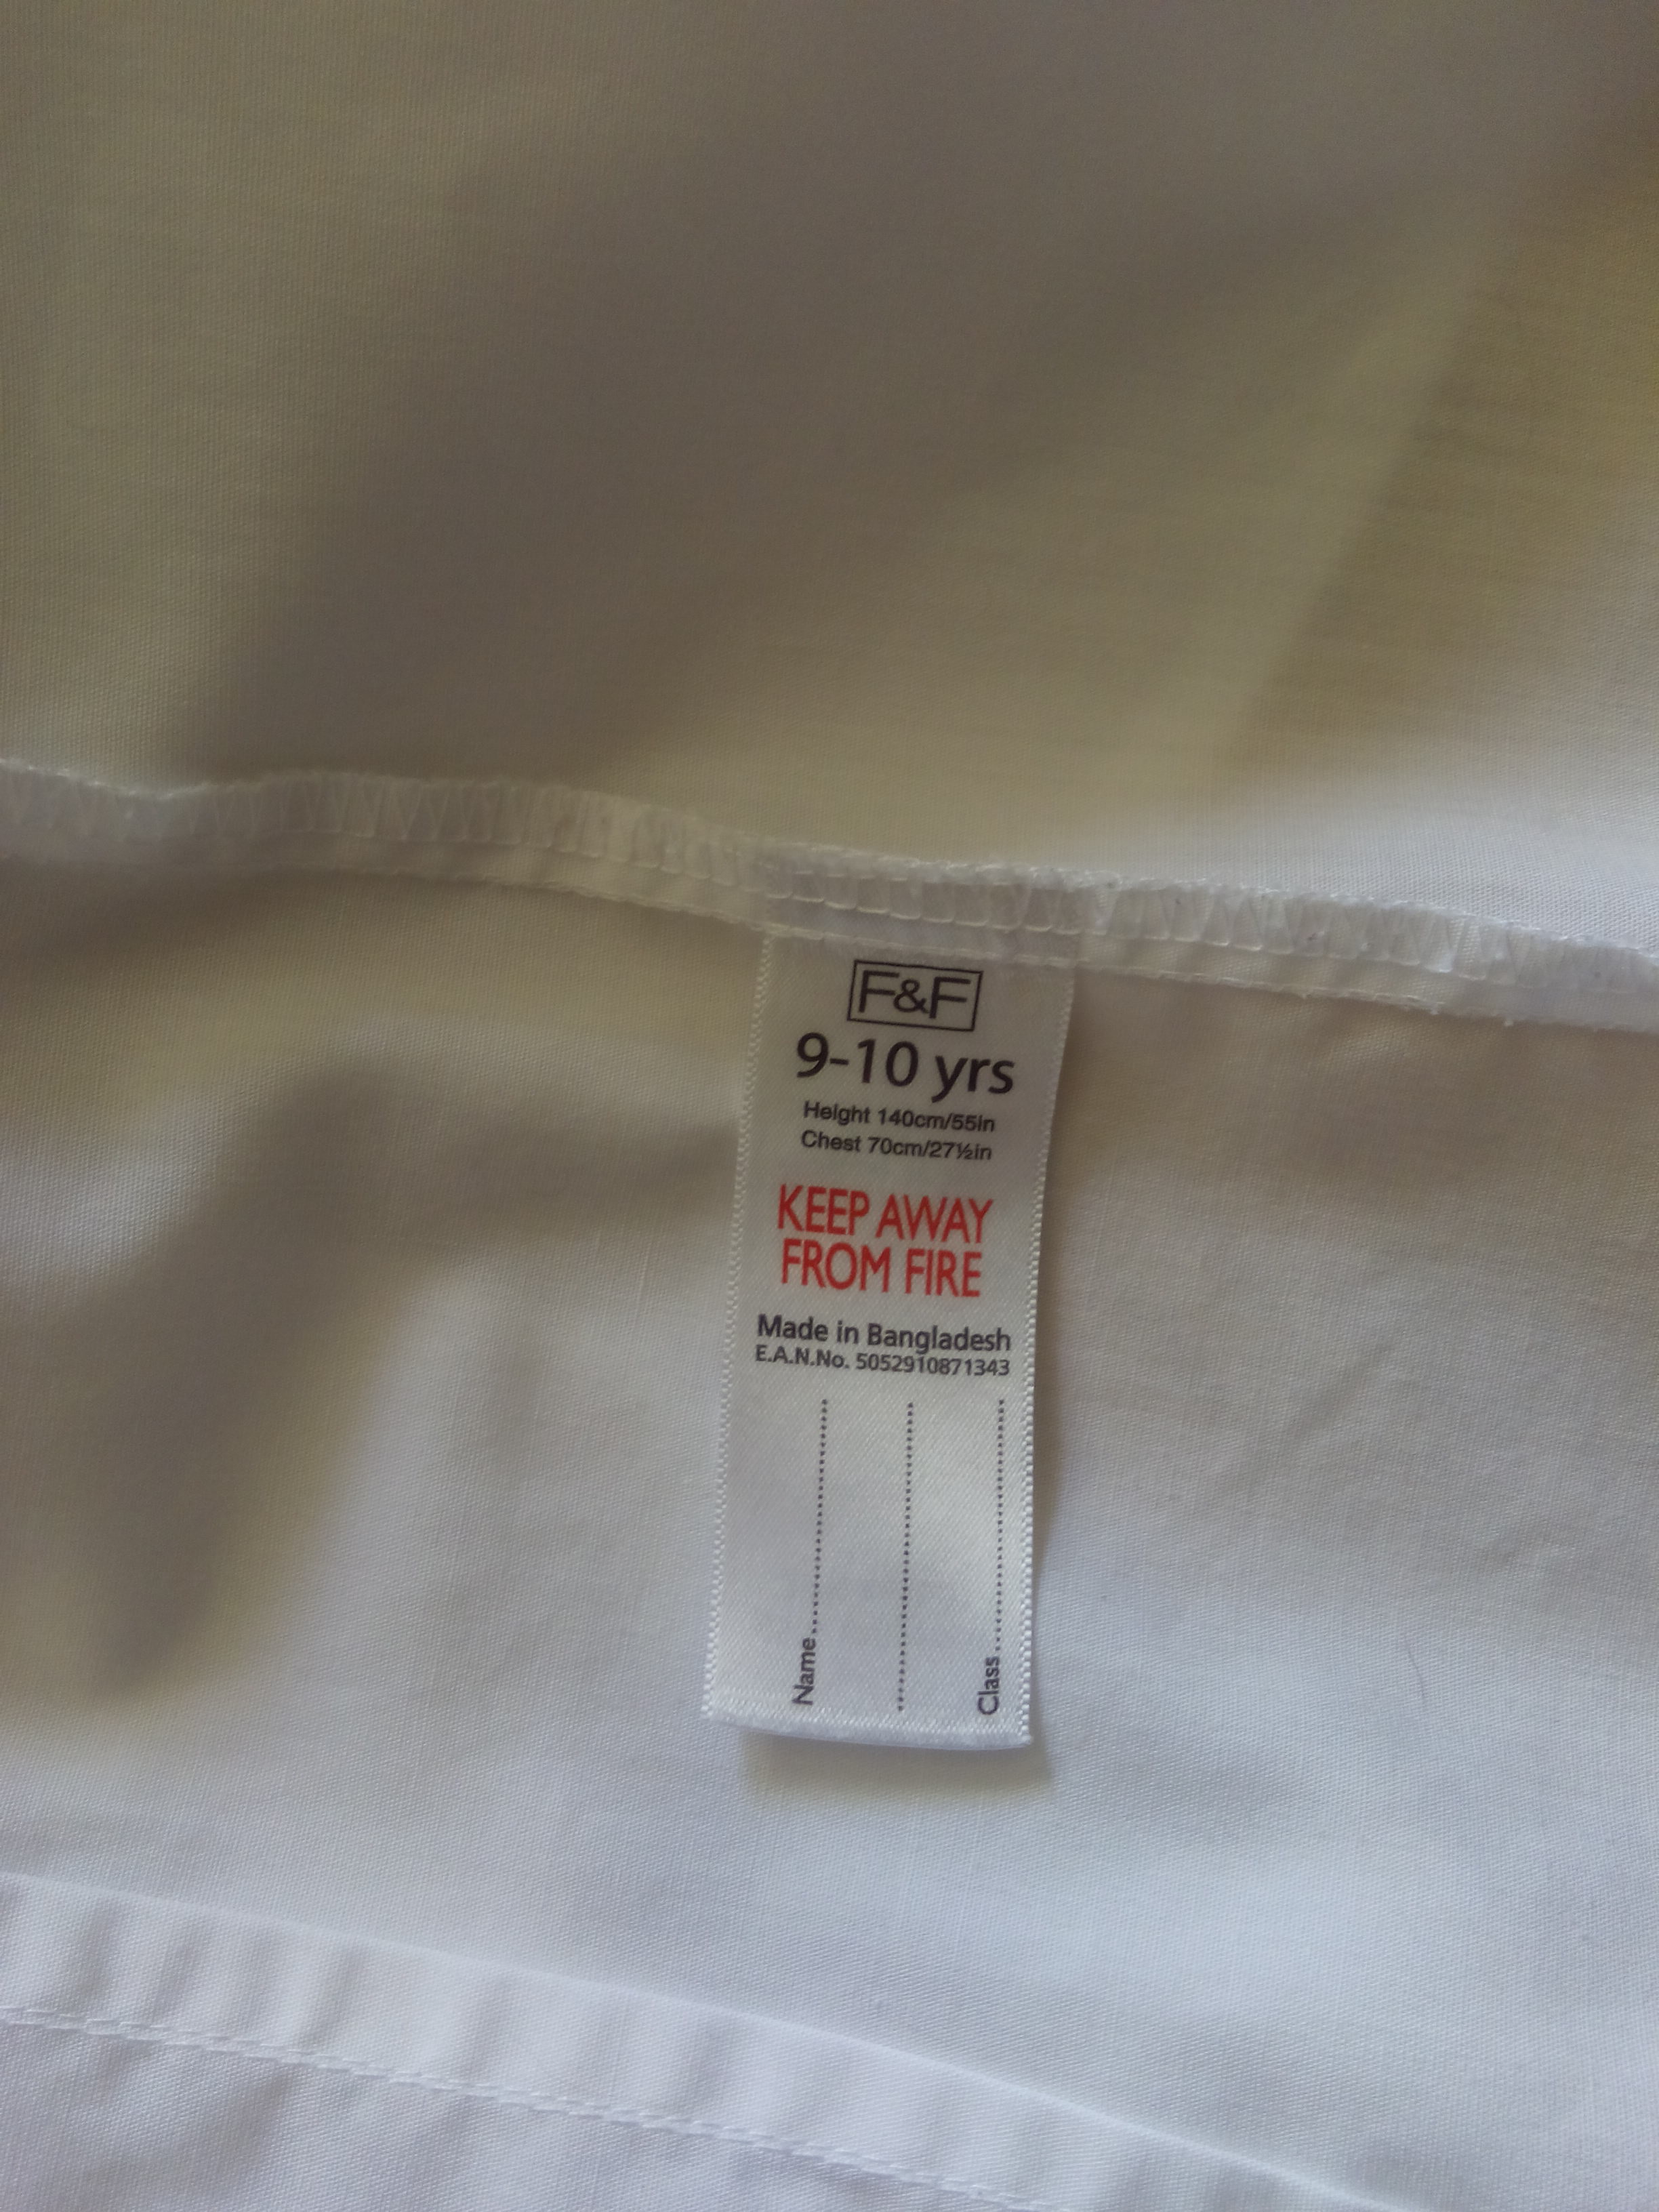 F&F
9-10 yrs
Height 140cm/55in
Chest 70cm/27½in
KEEP AWAY
FROM FIRE
Made in Bangladesh
E.A.N.No. 5052910871343
Name
Class